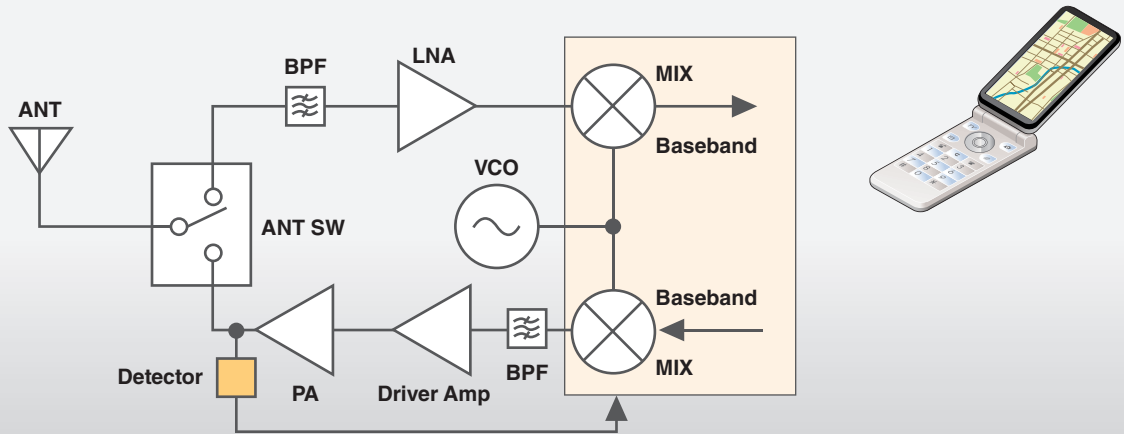 BPF
LNA
MIX
ANT
Baseband
VCO
ANT SW
Baseband
Detector
PA
Driver Amp
BPF
MIX